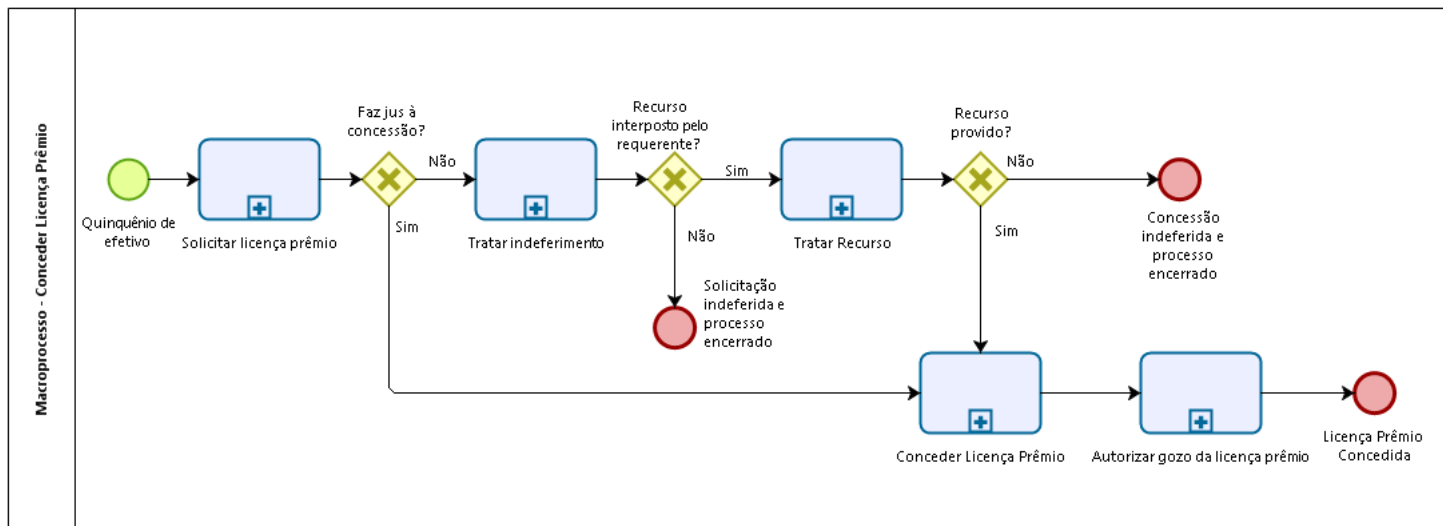 Macroprocesso - Conceder Licença Prêmio
Quinquênio de
efetivo
Solicitar licença prêmio
Faz jus à
concessão?
Não
Sim
Tratar indeferimento
Recurso
interposto pelo
requerente?
Sim
Não
Solicitação
indeferida e
processo
encerrado
Tratar Recurso
Recurso
provido?
Não
Sim
Concessão
indeferida e
processo
encerrado
Conceder Licença Prêmio
Autorizar gozo da licença prêmio
Licença Prêmio
Concedida